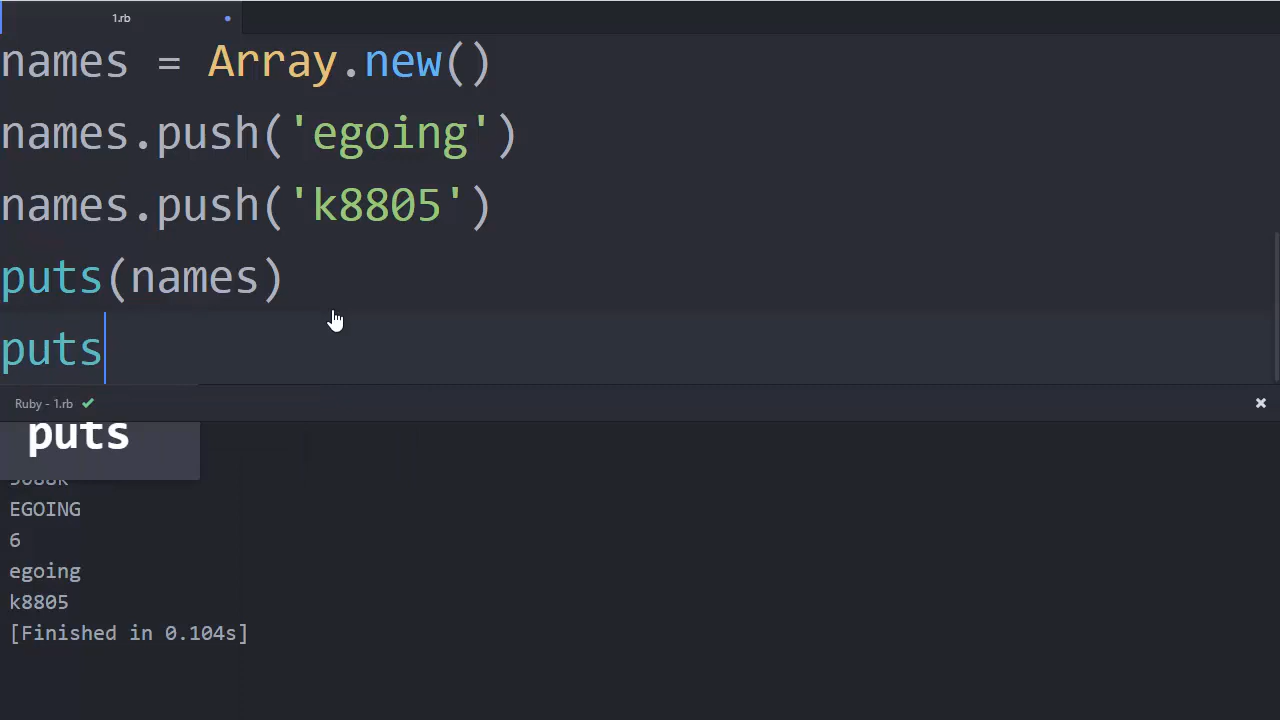 1.rb
names = Array.new()
names.push('egoing')
names.push('k8805')
puts(names)
puts
Ruby - 1.rb
puts
5088k
EGOING
6
egoing
k8805
[Finished in 0.104s]